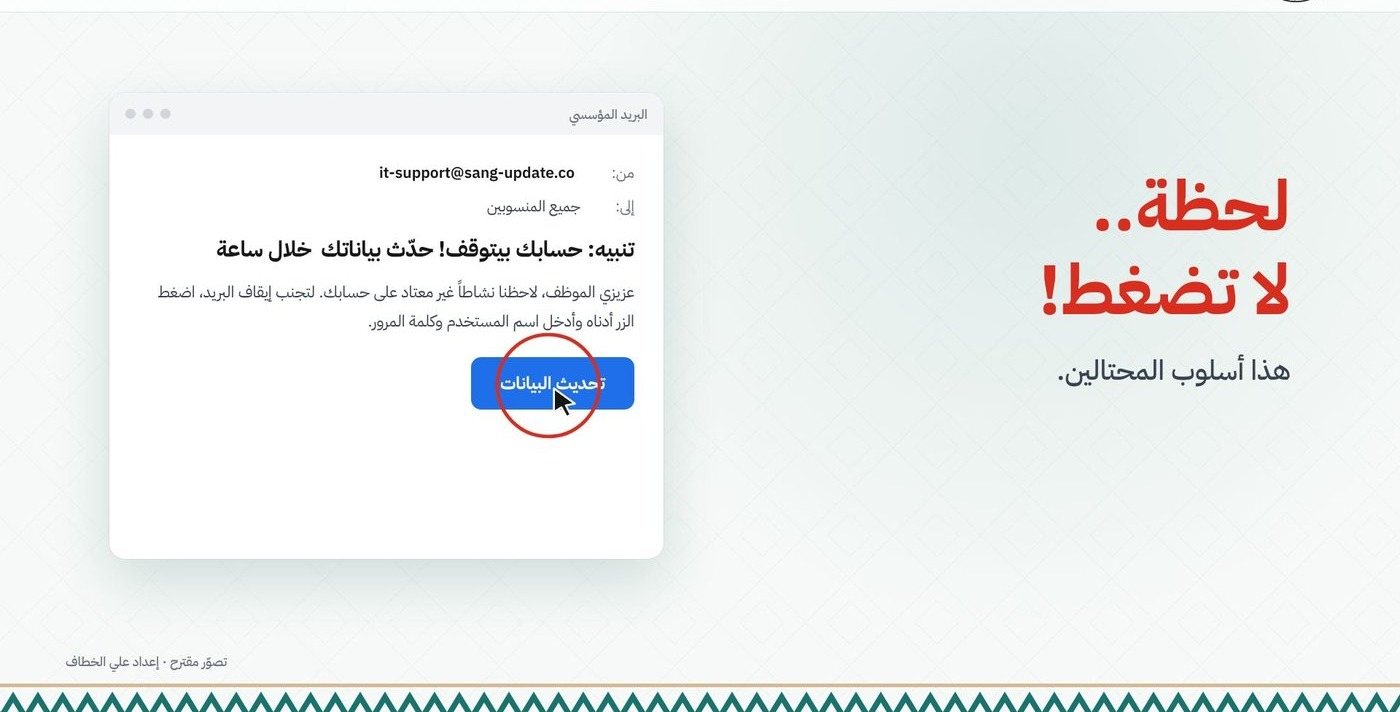 لحظة..
لا تضغط!
هذا أسلوب المحتالين.
البريد المؤسسي
من: it-support@sang-update.co
إلى: جميع المنسوبين
تنبيه: حسابك بيتوقف! حدّث بياناتك خلال ساعة
عزيزي الموظف، لاحظنا نشاطاً غير معتاد على حسابك. لتجنب إيقاف البريد، اضغط
الزر أدناه وأدخل اسم المستخدم وكلمة المرور.
تحديث البيانات
تصوّر مقترح · إعداد علي الخطاف